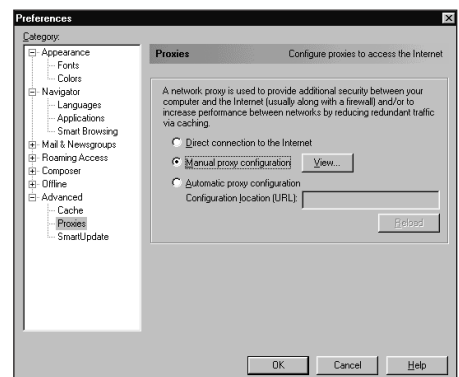 Preferences
Category:
Appearance
Fonts
Colors
Navigator
Languages
Applications
Smart Browsing
Mail & Newsgroups
Roaming Access
Composer
Offline
Advanced
Cache
Proxies
SmartUpdate
Proxies
Configure proxies to access the Internet
A network proxy is used to provide additional security between your
computer and the Internet (usually along with a firewall) and/or to
increase performance between networks by reducing redundant traffic
via caching.
Direct connection to the Internet
Manual proxy configuration
View...
Automatic proxy configuration
Configuration location (URL):
Reload
OK
Cancel
Help